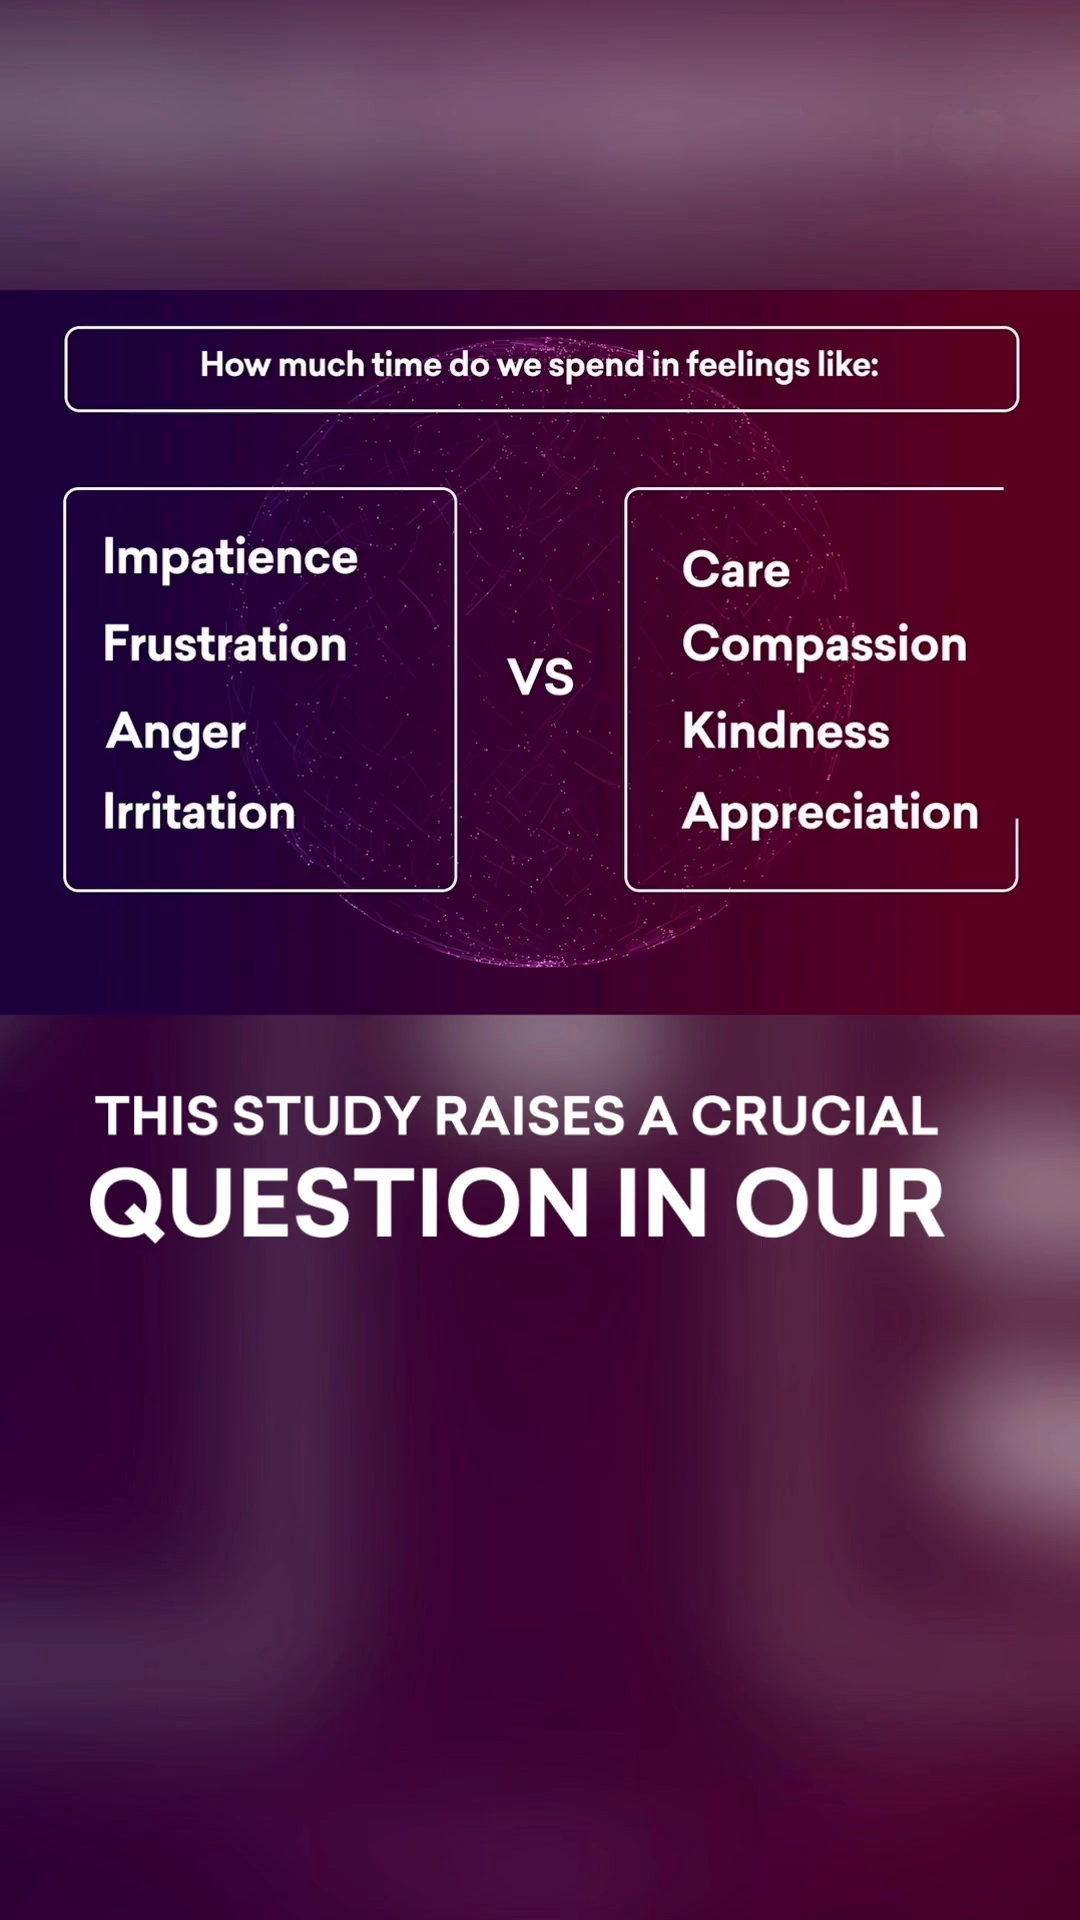 How much time do we spend in feelings like:
Impatience
Frustration
Anger
Irritation
VS
Care
Compassion
Kindness
Appreciation
THIS STUDY RAISES A CRUCIAL
QUESTION IN OUR